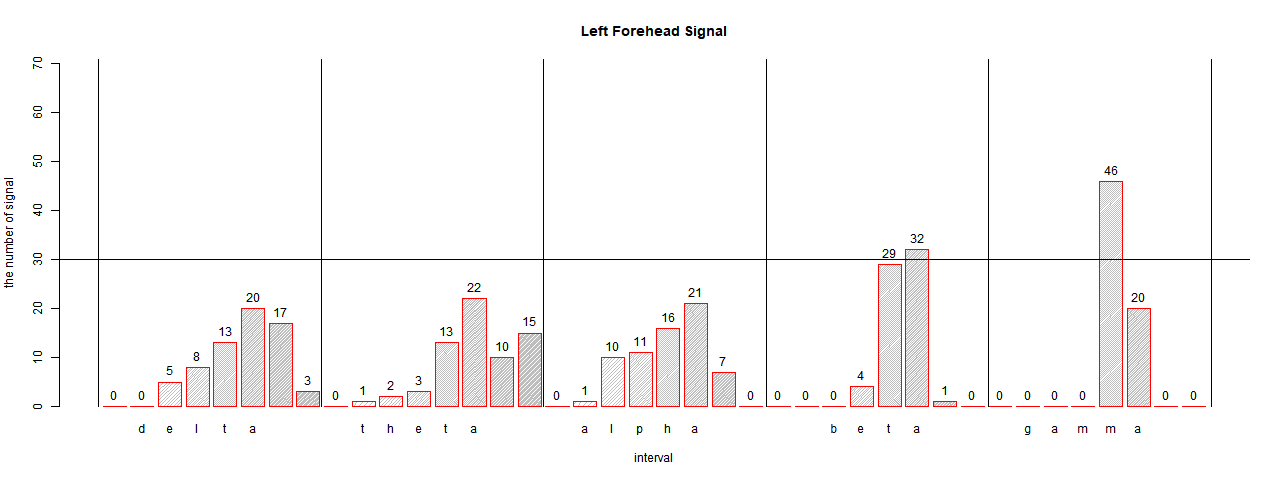 Left Forehead Signal
the number of signal
70
60
50
40
30
20
10
0
0 0 5 8 13 20 17 3 0 1 2 3 13 22 10 15 0 1 10 11 16 21 7 0 0 0 0 4 29 32 1 0 0 0 0 0 46 20 0 0
d e l t a t h e t a a l p h a b e t a g a m m a
interval